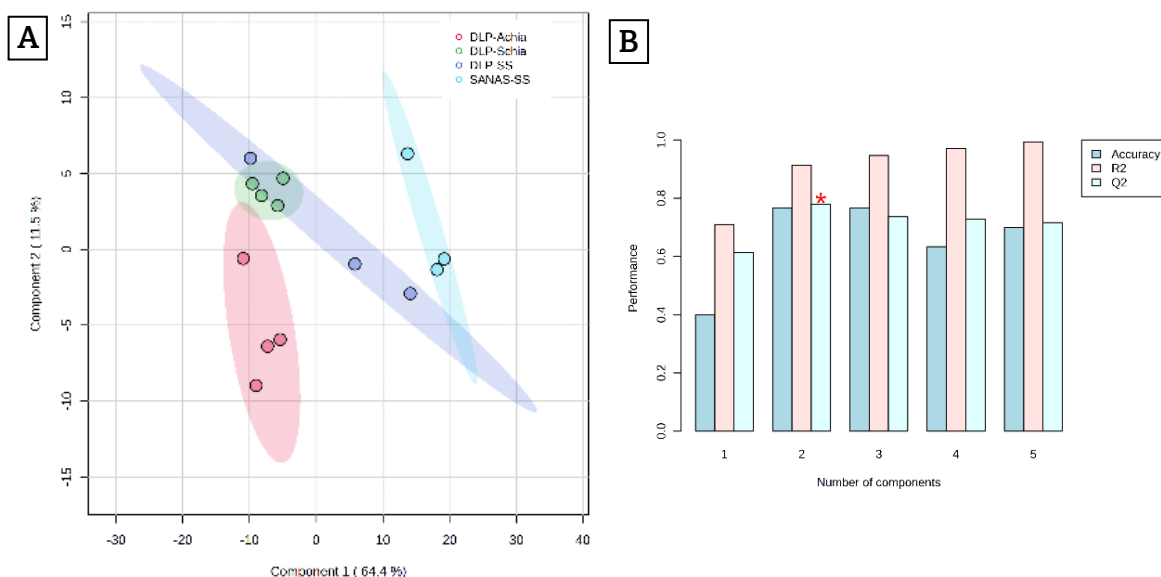 A
15
10
5
0
-5
-10
-15
-30
-20
-10
0
10
20
30
40
Component 2 ( 11.5 %)
Component 1 ( 64.4 %)
DLP-Achia
DLP-Schia
DLP-SS
SANAS-SS
B
1.0
0.8
0.6
0.4
0.2
0.0
Performance
*
1
2
3
4
5
Number of components
Accuracy
R2
Q2